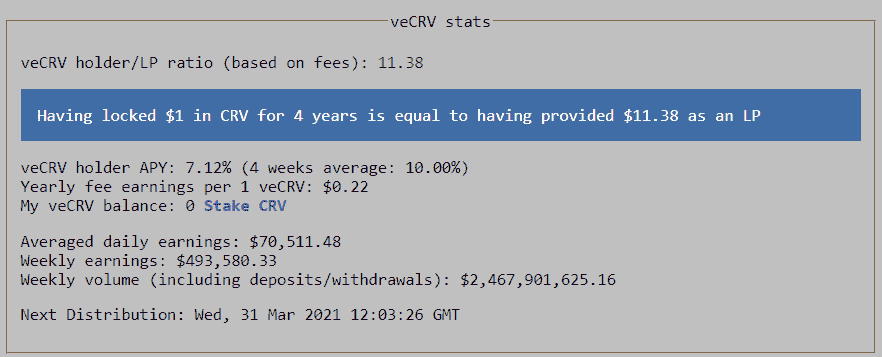 veCRV stats
veCRV holder/LP ratio (based on fees): 11.38
Having locked $1 in CRV for 4 years is equal to having provided $11.38 as an LP
veCRV holder APY: 7.12% (4 weeks average: 10.00%)
Yearly fee earnings per 1 veCRV: $0.22
My veCRV balance: 0 Stake CRV
Averaged daily earnings: $70,511.48
Weekly earnings: $493,580.33
Weekly volume (including deposits/withdrawals): $2,467,901,625.16
Next Distribution: Wed, 31 Mar 2021 12:03:26 GMT